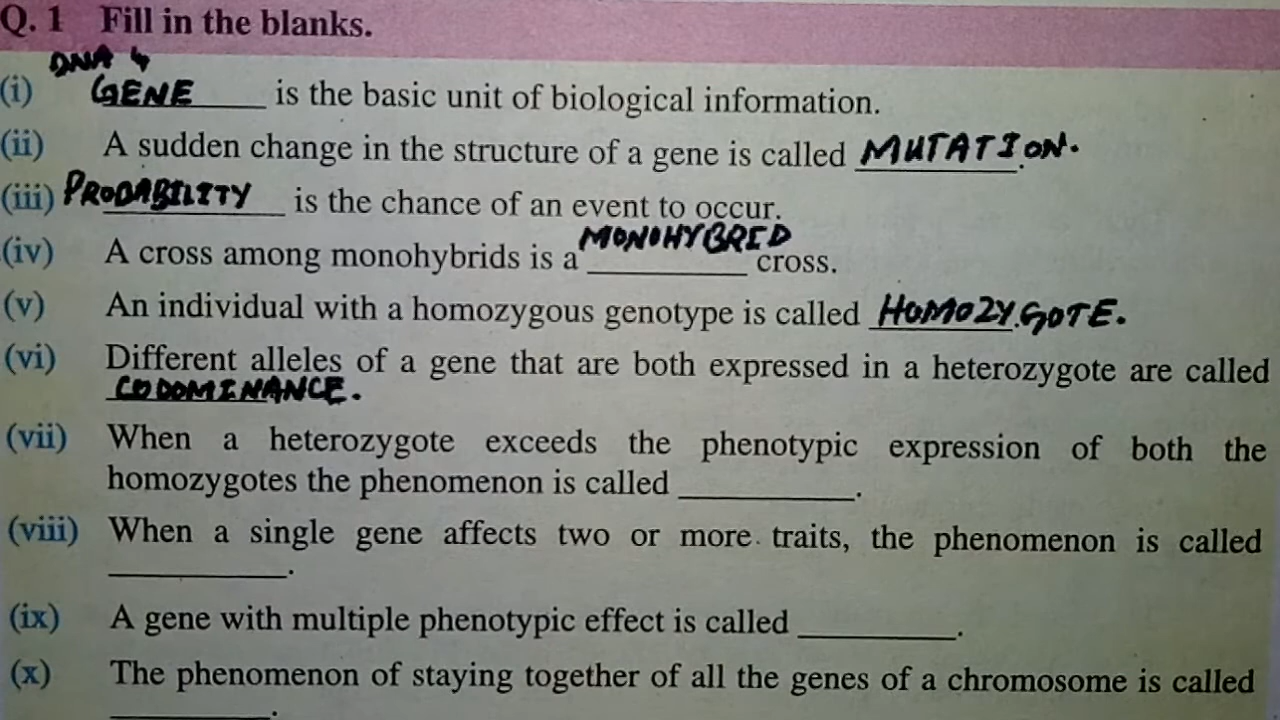 Q. 1 Fill in the blanks.
DNA ↳
(i) GENE is the basic unit of biological information.
(ii) A sudden change in the structure of a gene is called MUTATION.
(iii) PROBABILITY is the chance of an event to occur.
MONOHYBRED
(iv) A cross among monohybrids is a ________ cross.
(v) An individual with a homozygous genotype is called HOMOZYGOTE.
(vi) Different alleles of a gene that are both expressed in a heterozygote are called
CODOMINANCE.
(vii) When a heterozygote exceeds the phenotypic expression of both the
homozygotes the phenomenon is called ________.
(viii) When a single gene affects two or more traits, the phenomenon is called
________.
(ix) A gene with multiple phenotypic effect is called ________.
(x) The phenomenon of staying together of all the genes of a chromosome is called
________.